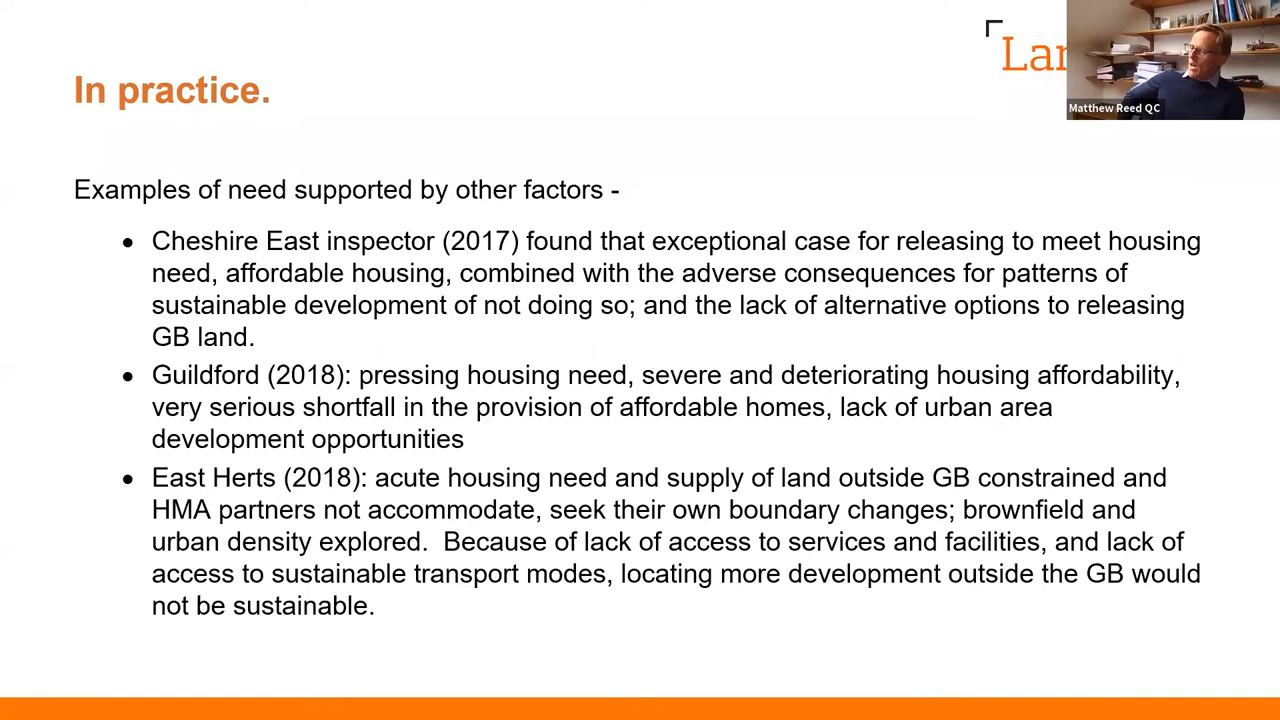 Lan
Matthew Reed QC
In practice.
Examples of need supported by other factors -
• Cheshire East inspector (2017) found that exceptional case for releasing to meet housing
need, affordable housing, combined with the adverse consequences for patterns of
sustainable development of not doing so; and the lack of alternative options to releasing
GB land.
• Guildford (2018): pressing housing need, severe and deteriorating housing affordability,
very serious shortfall in the provision of affordable homes, lack of urban area
development opportunities
• East Herts (2018): acute housing need and supply of land outside GB constrained and
HMA partners not accommodate, seek their own boundary changes; brownfield and
urban density explored.  Because of lack of access to services and facilities, and lack of
access to sustainable transport modes, locating more development outside the GB would
not be sustainable.